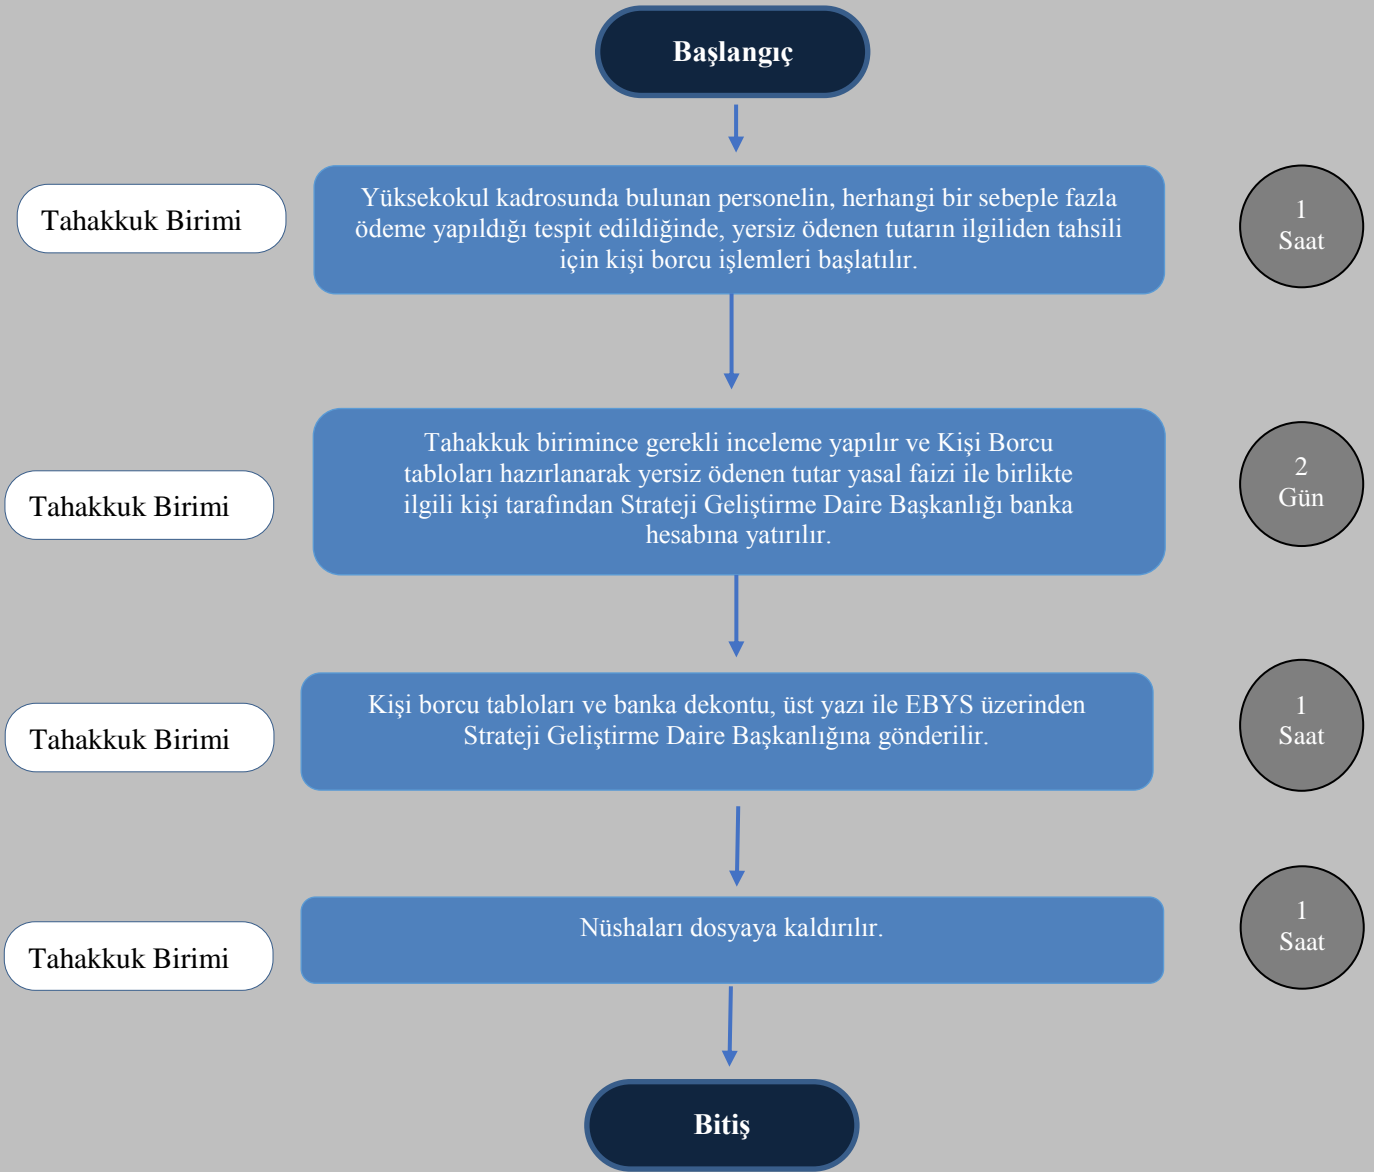 Başlangıç
Tahakkuk Birimi
Yüksekokul kadrosunda bulunan personelin, herhangi bir sebeple fazla
ödeme yapıldığı tespit edildiğinde, yersiz ödenen tutarın ilgiliden tahsili
için kişi borcu işlemleri başlatılır.
1
Saat
Tahakkuk Birimi
Tahakkuk birimince gerekli inceleme yapılır ve Kişi Borcu
tabloları hazırlanarak yersiz ödenen tutar yasal faizi ile birlikte
ilgili kişi tarafından Strateji Geliştirme Daire Başkanlığı banka
hesabına yatırılır.
2
Gün
Tahakkuk Birimi
Kişi borcu tabloları ve banka dekontu, üst yazı ile EBYS üzerinden
Strateji Geliştirme Daire Başkanlığına gönderilir.
1
Saat
Tahakkuk Birimi
Nüshaları dosyaya kaldırılır.
1
Saat
Bitiş